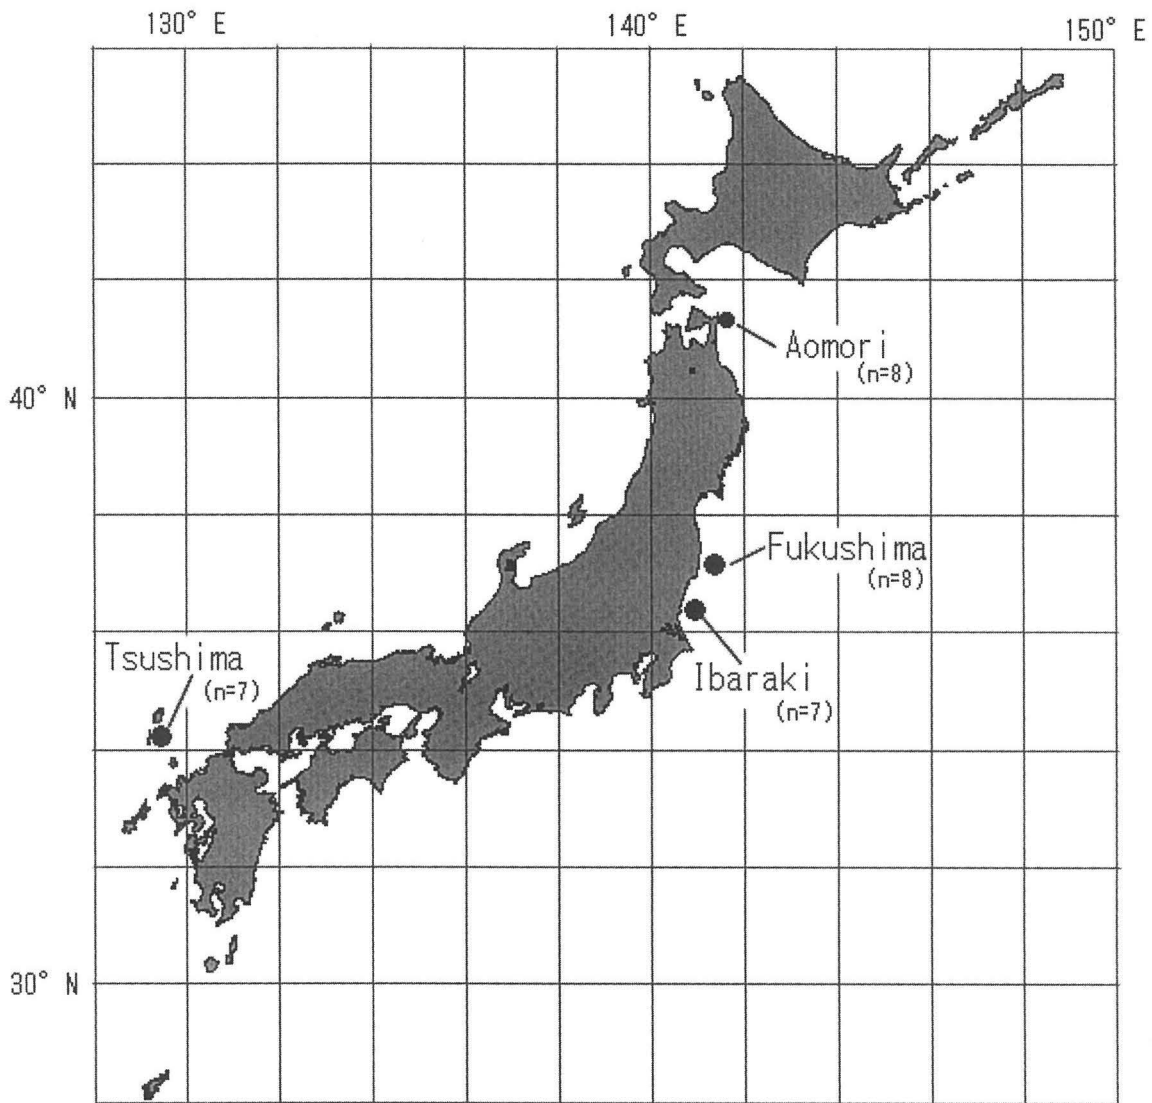 130° E
140° E
150° E
Aomori
(n=8)
40° N
Fukushima
(n=8)
Tsushima
(n=7)
Ibaraki
(n=7)
30° N